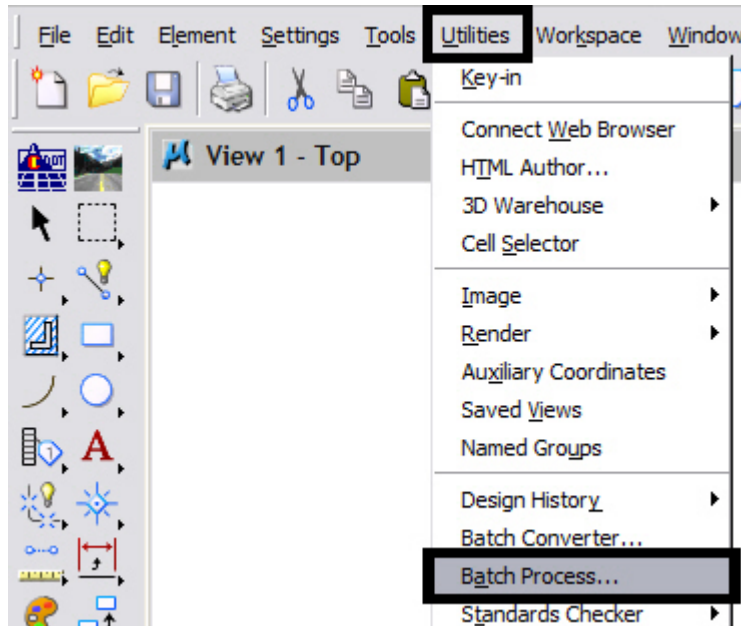 File Edit Element Settings Tools Utilities Workspace Window
View 1 - Top
Key-in
Connect Web Browser
HTML Author...
3D Warehouse
Cell Selector
Image
Render
Auxiliary Coordinates
Saved Views
Named Groups
Design History
Batch Converter...
Batch Process...
Standards Checker
A
1